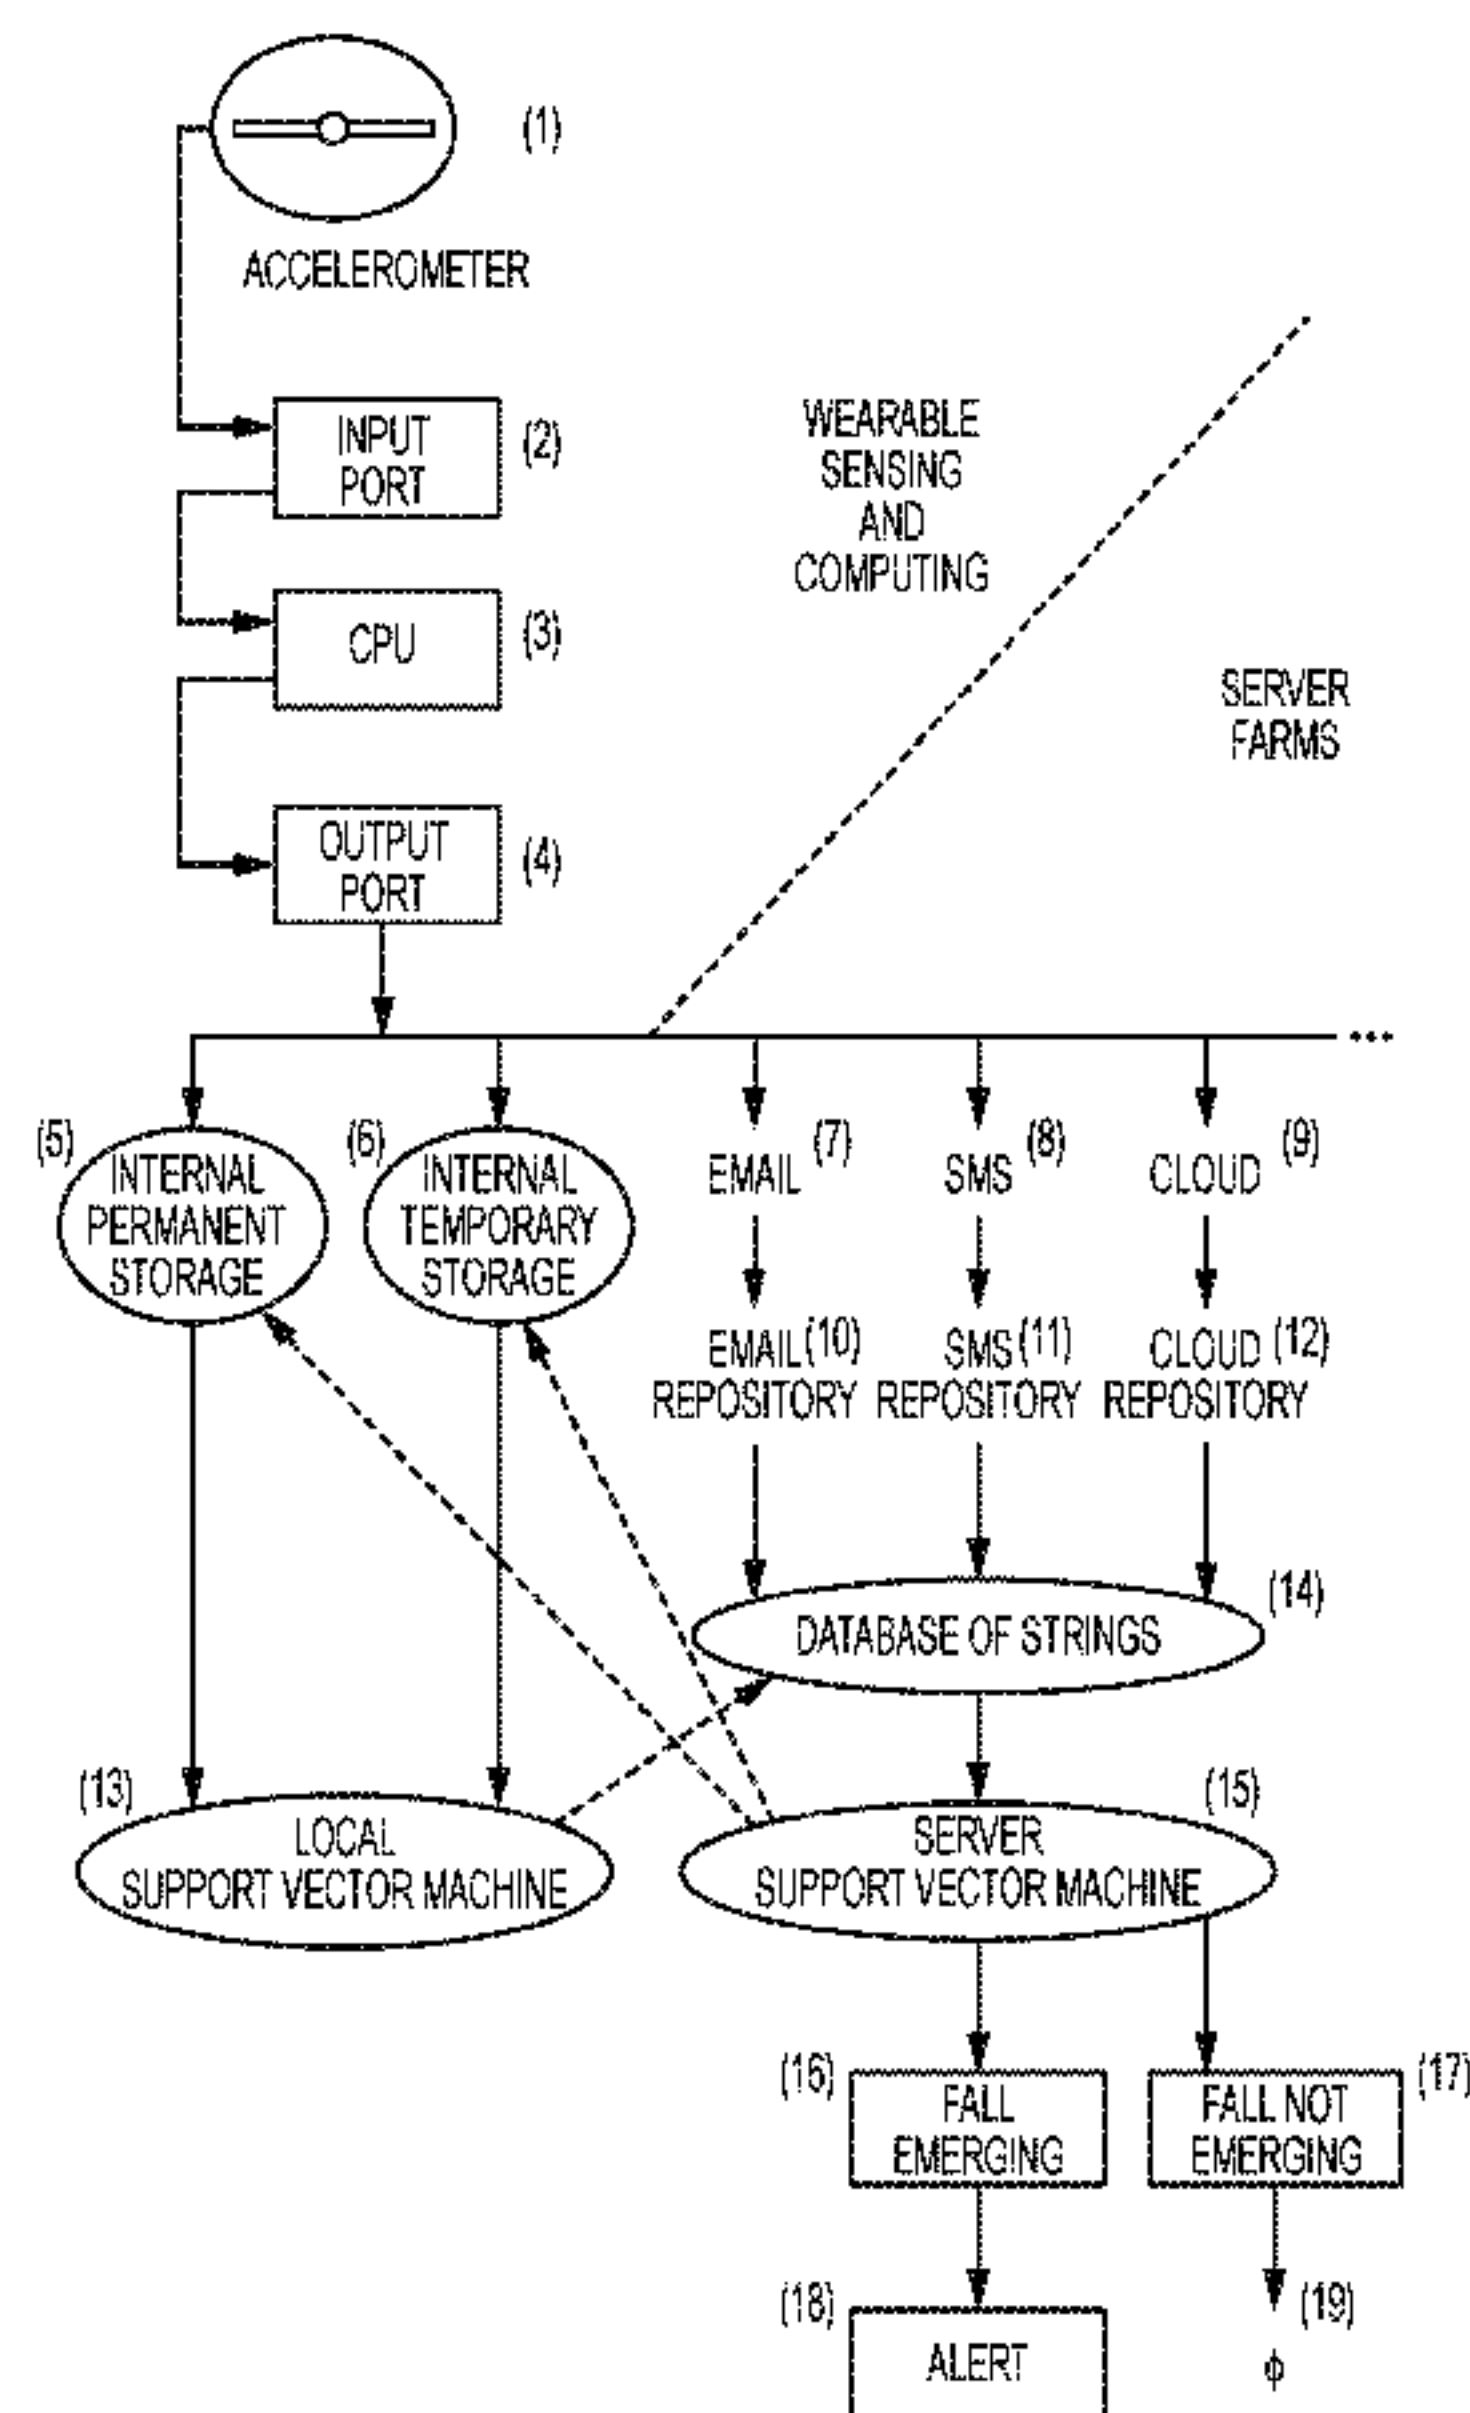 (1)
ACCELEROMETER
INPUT
PORT
(2)
WEARABLE
SENSING
AND
COMPUTING
CPU
(3)
SERVER
FARMS
OUTPUT
PORT
(4)
...
(5)
INTERNAL
PERMANENT
STORAGE
(6)
INTERNAL
TEMPORARY
STORAGE
EMAIL
(7)
SMS
(8)
CLOUD
(9)
EMAIL (10)
REPOSITORY
SMS (11)
REPOSITORY
CLOUD (12)
REPOSITORY
(14)
DATABASE OF STRINGS
(13)
LOCAL
SUPPORT VECTOR MACHINE
(15)
SERVER
SUPPORT VECTOR MACHINE
(16)
FALL
EMERGING
(17)
FALL NOT
EMERGING
(18)
ALERT
(19)
ϕ